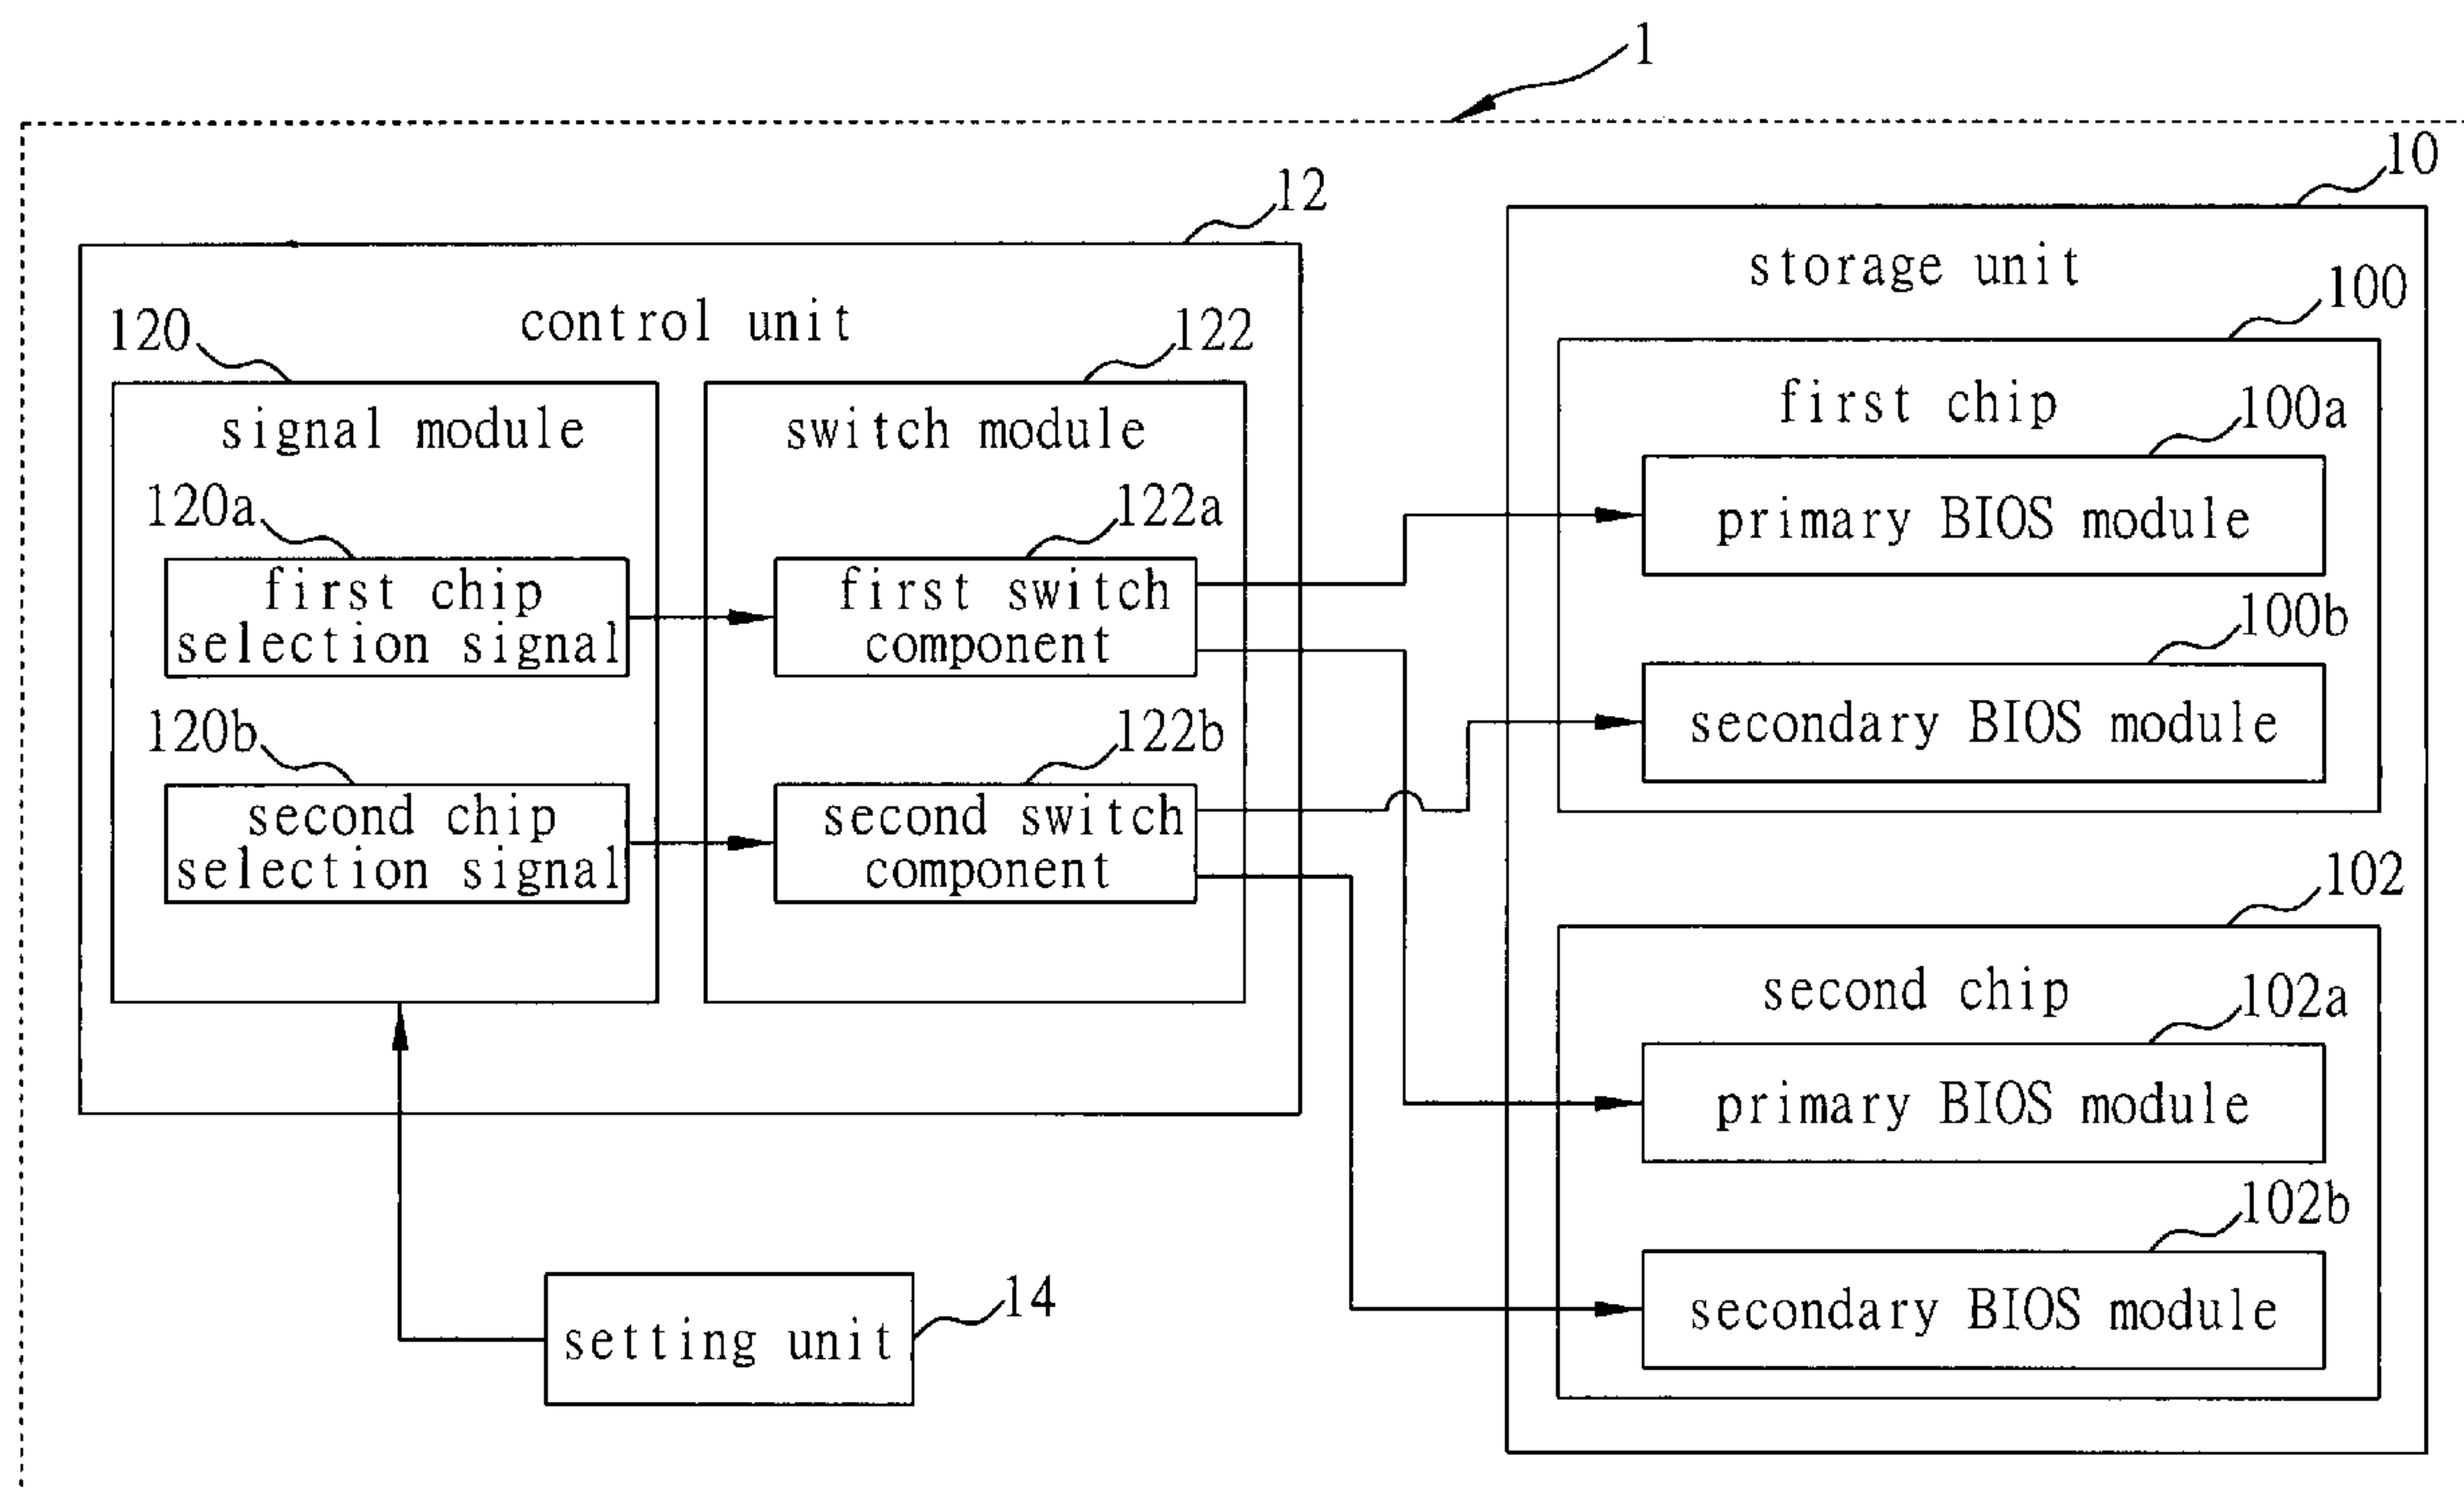 1
10
12
storage unit
100
control unit
120
122
first chip
100a
signal module
switch module
primary BIOS module
120a
122a
first chip
selection signal
first switch
component
100b
secondary BIOS module
120b
122b
second chip
selection signal
second switch
component
102
second chip
102a
primary BIOS module
102b
secondary BIOS module
setting unit
14